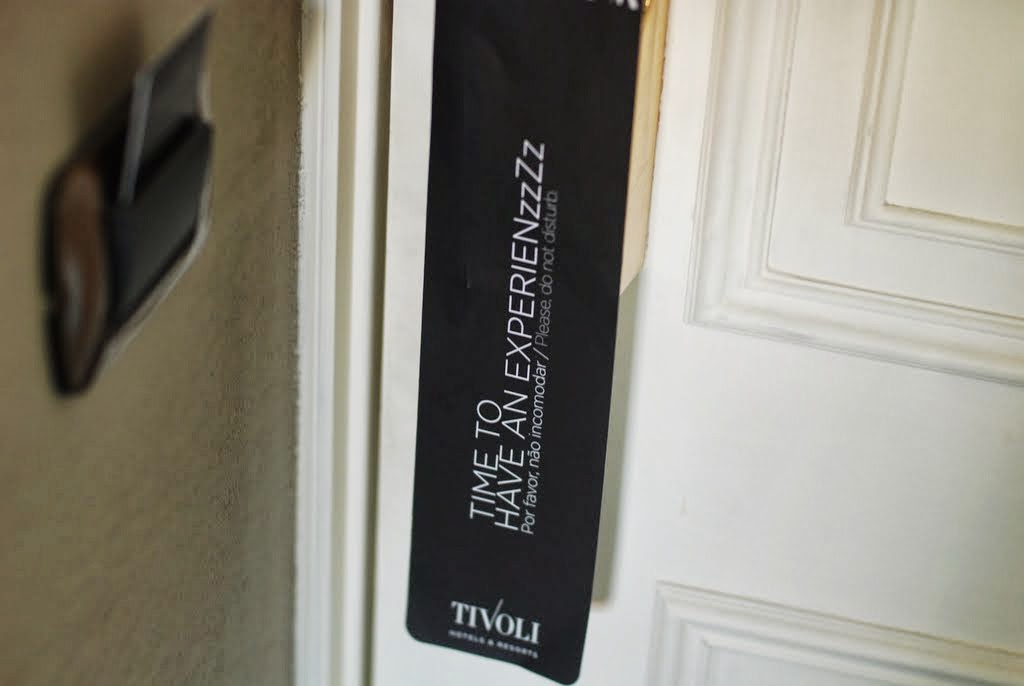 TIME TO
HAVE AN EXPERIENzzZz
Por favor, não incomodar / Please, do not disturb.
TIVOLI
HOTELS & RESORTS